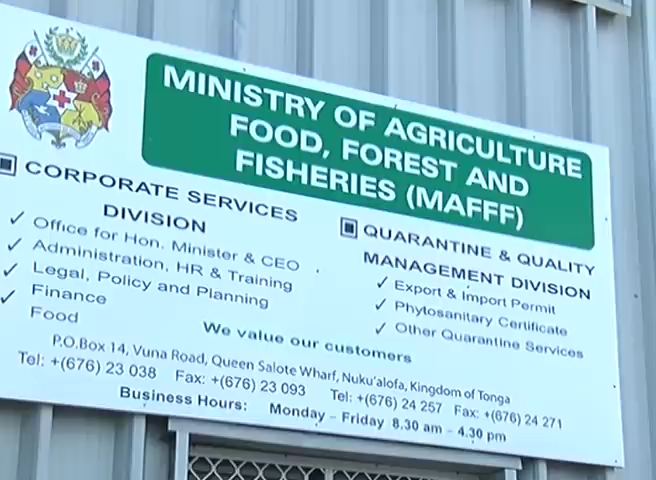 MINISTRY OF AGRICULTURE
FOOD, FOREST AND
FISHERIES (MAFFF)
CORPORATE SERVICES
DIVISION
✓ Office for Hon. Minister & CEO
✓ Administration, HR & Training
✓ Legal, Policy and Planning
✓ Finance
Food
QUARANTINE & QUALITY
MANAGEMENT DIVISION
✓ Export & Import Permit
✓ Phytosanitary Certificate
✓ Other Quarantine Services
We value our customers
P.O.Box 14, Vuna Road, Queen Salote Wharf, Nuku'alofa, Kingdom of Tonga
Tel: +(676) 23 038 Fax: +(676) 23 093 Tel: +(676) 24 257 Fax: +(676) 24 271
Business Hours: Monday - Friday 8.30 am - 4.30 pm